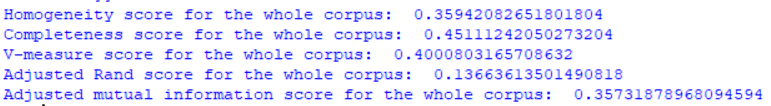 Homogeneity score for the whole corpus:  0.35942082651801804
Completeness score for the whole corpus:  0.45111242050273204
V-measure score for the whole corpus:  0.4000803165708632
Adjusted Rand score for the whole corpus:  0.13663613501490818
Adjusted mutual information score for the whole corpus:  0.35731878968094594